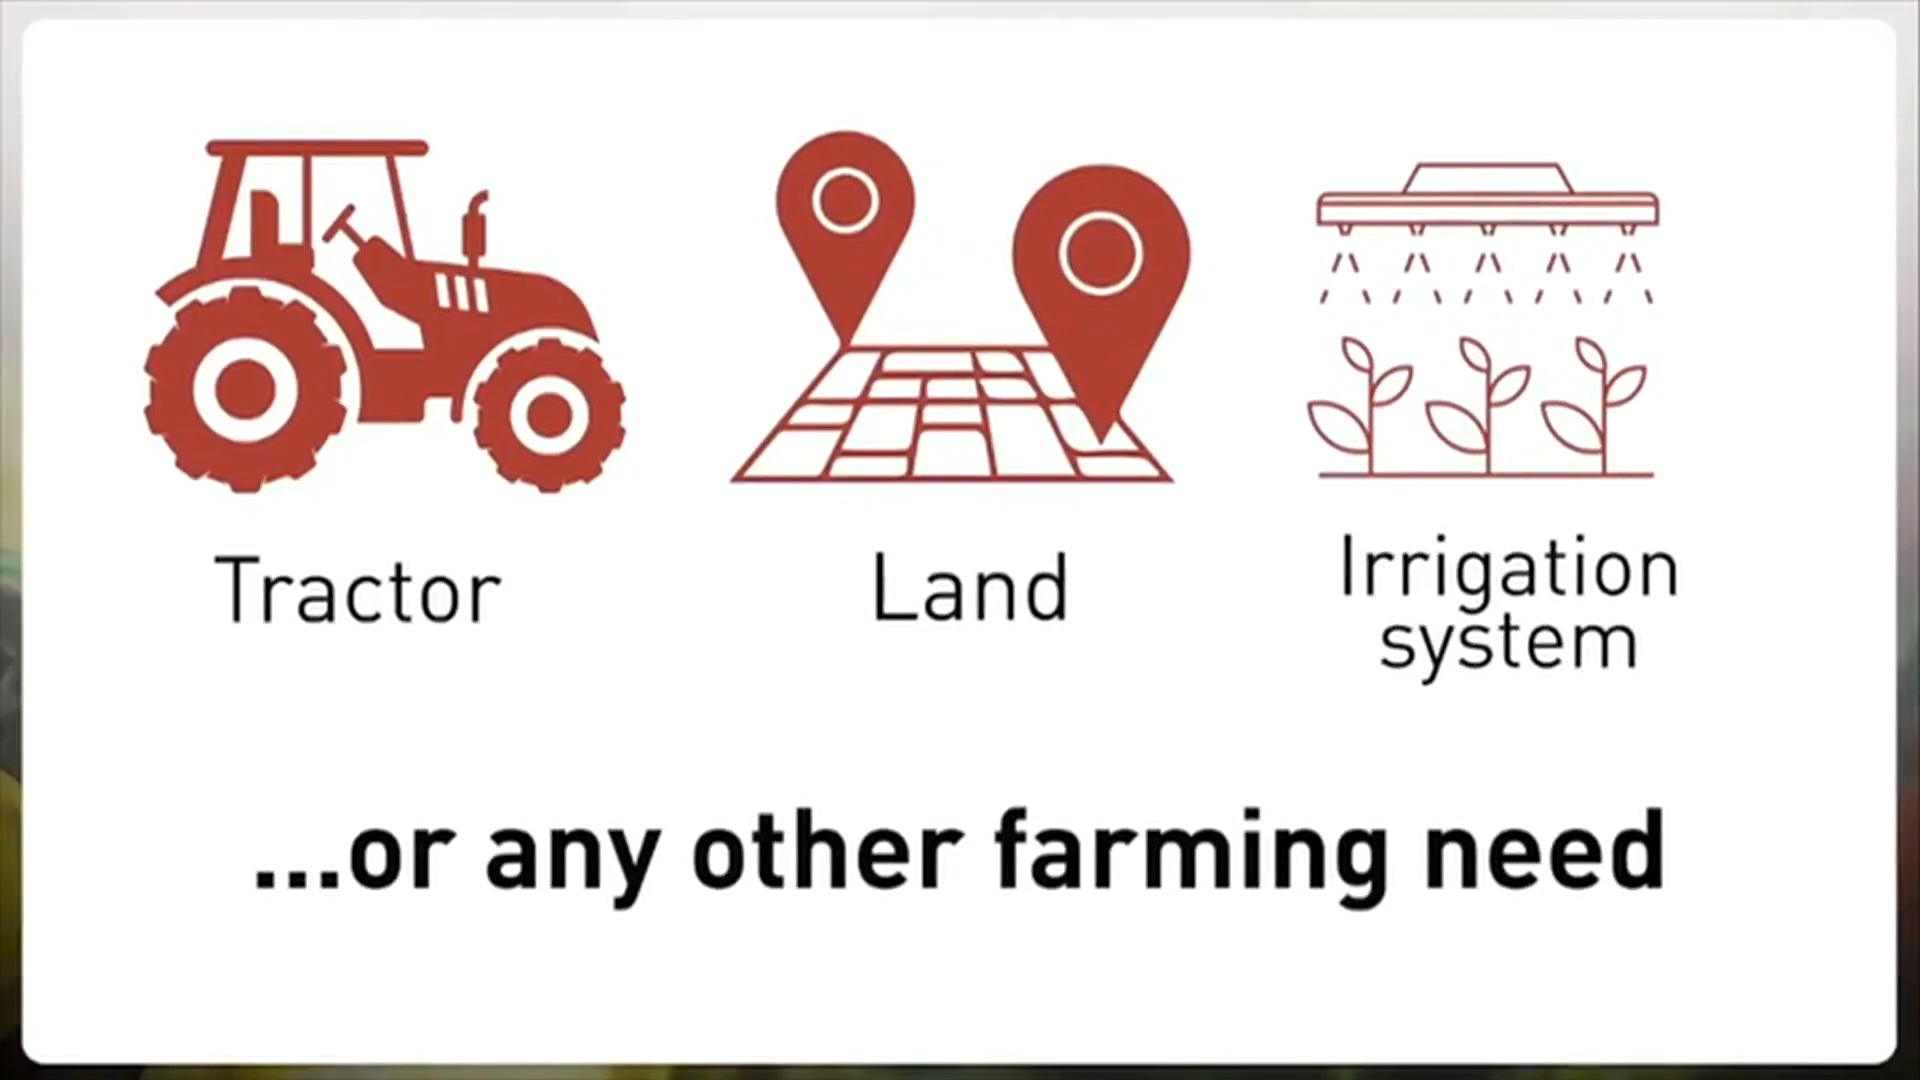 Tractor
Land
Irrigation
system
...or any other farming need